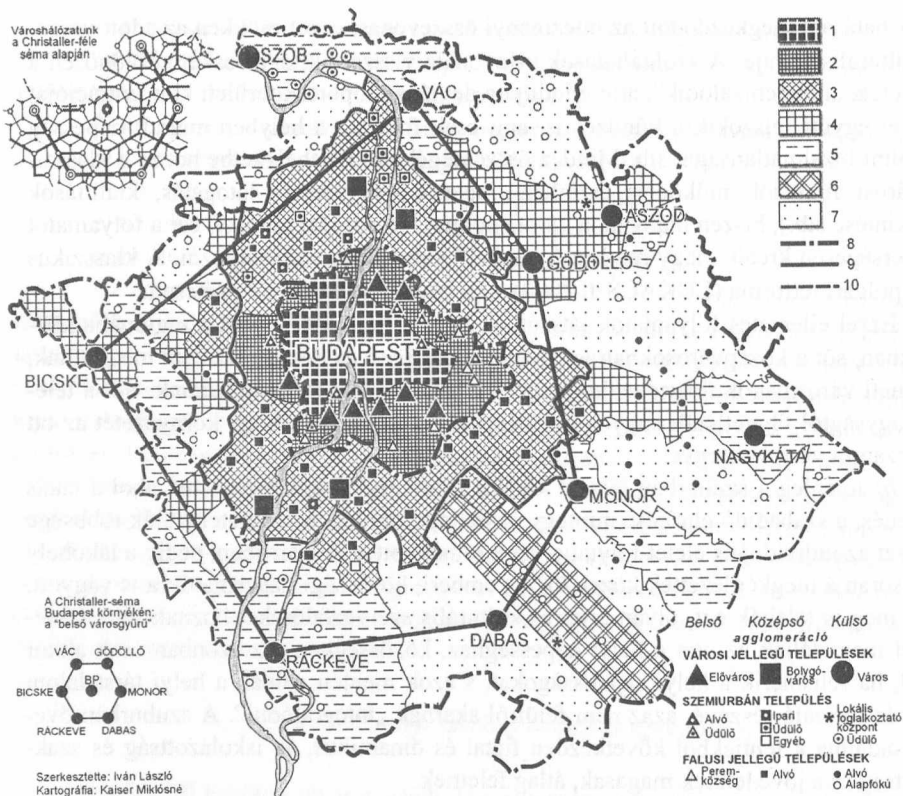 Városhálózatunk
a Christaller-féle
séma alapján
SZOB
VÁC
ASZÓD
GÖDÖLLŐ
BUDAPEST
BICSKE
NAGYKÁTA
MONOR
DABAS
RÁCKEVE
1
2
3
4
5
6
7
8
9
10
A Christaller-séma
Budapest környékén:
a "belső városgyűrű"
VÁC GÖDÖLLŐ
BICSKE BP. MONOR
RÁCKEVE DABAS
Szerkesztette: Iván László
Kartográfia: Kaiser Miklósné
Belső Középső Külső
agglomeráció
VÁROSI JELLEGŰ TELEPÜLÉSEK
Előváros Bolygó-
város Város
SZEMIURBÁN TELEPÜLÉS
Alvó
Üdülő
Ipari
Üdülő
Egyéb
Lokális
foglalkoztató
központ
Üdülő
FALUSI JELLEGŰ TELEPÜLÉSEK
Perem-
község
Alvó
Alvó
Alapfokú